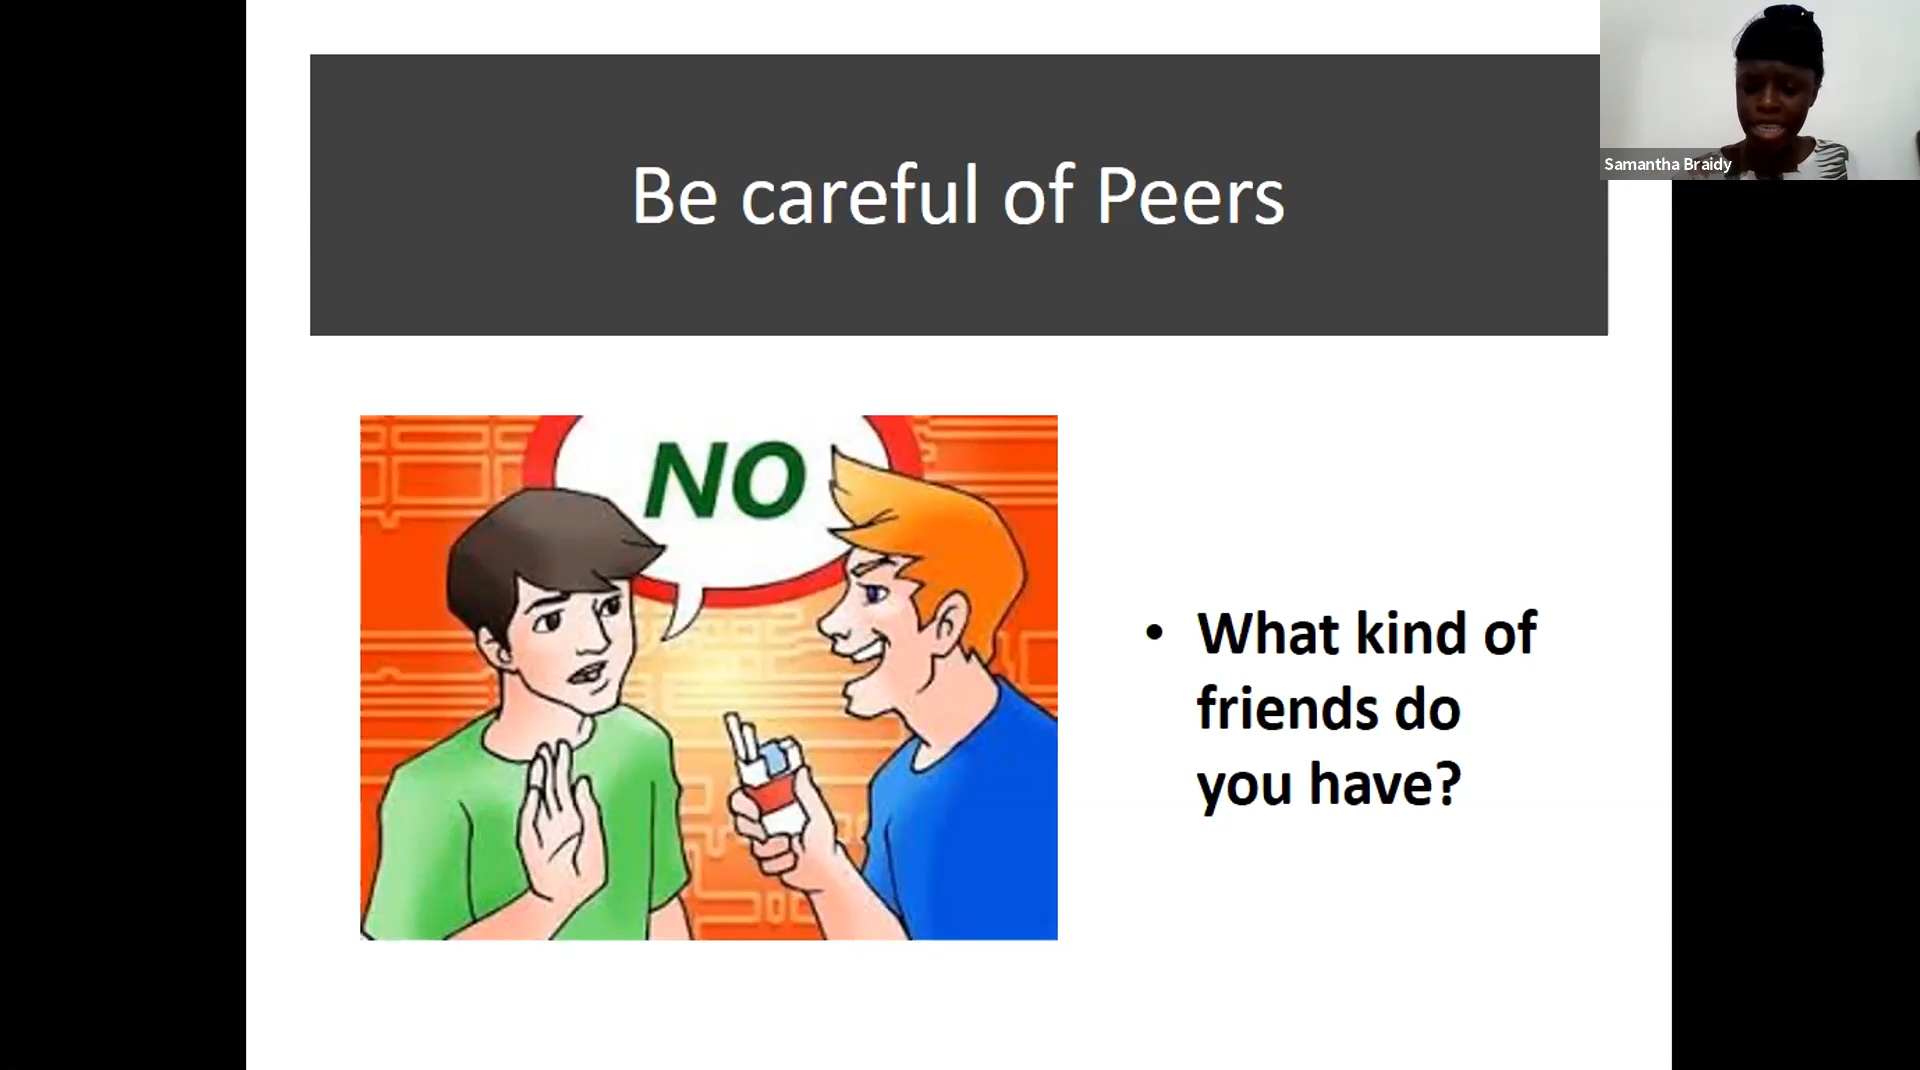 Be careful of Peers
Samantha Braidy
NO
• What kind of
friends do
you have?